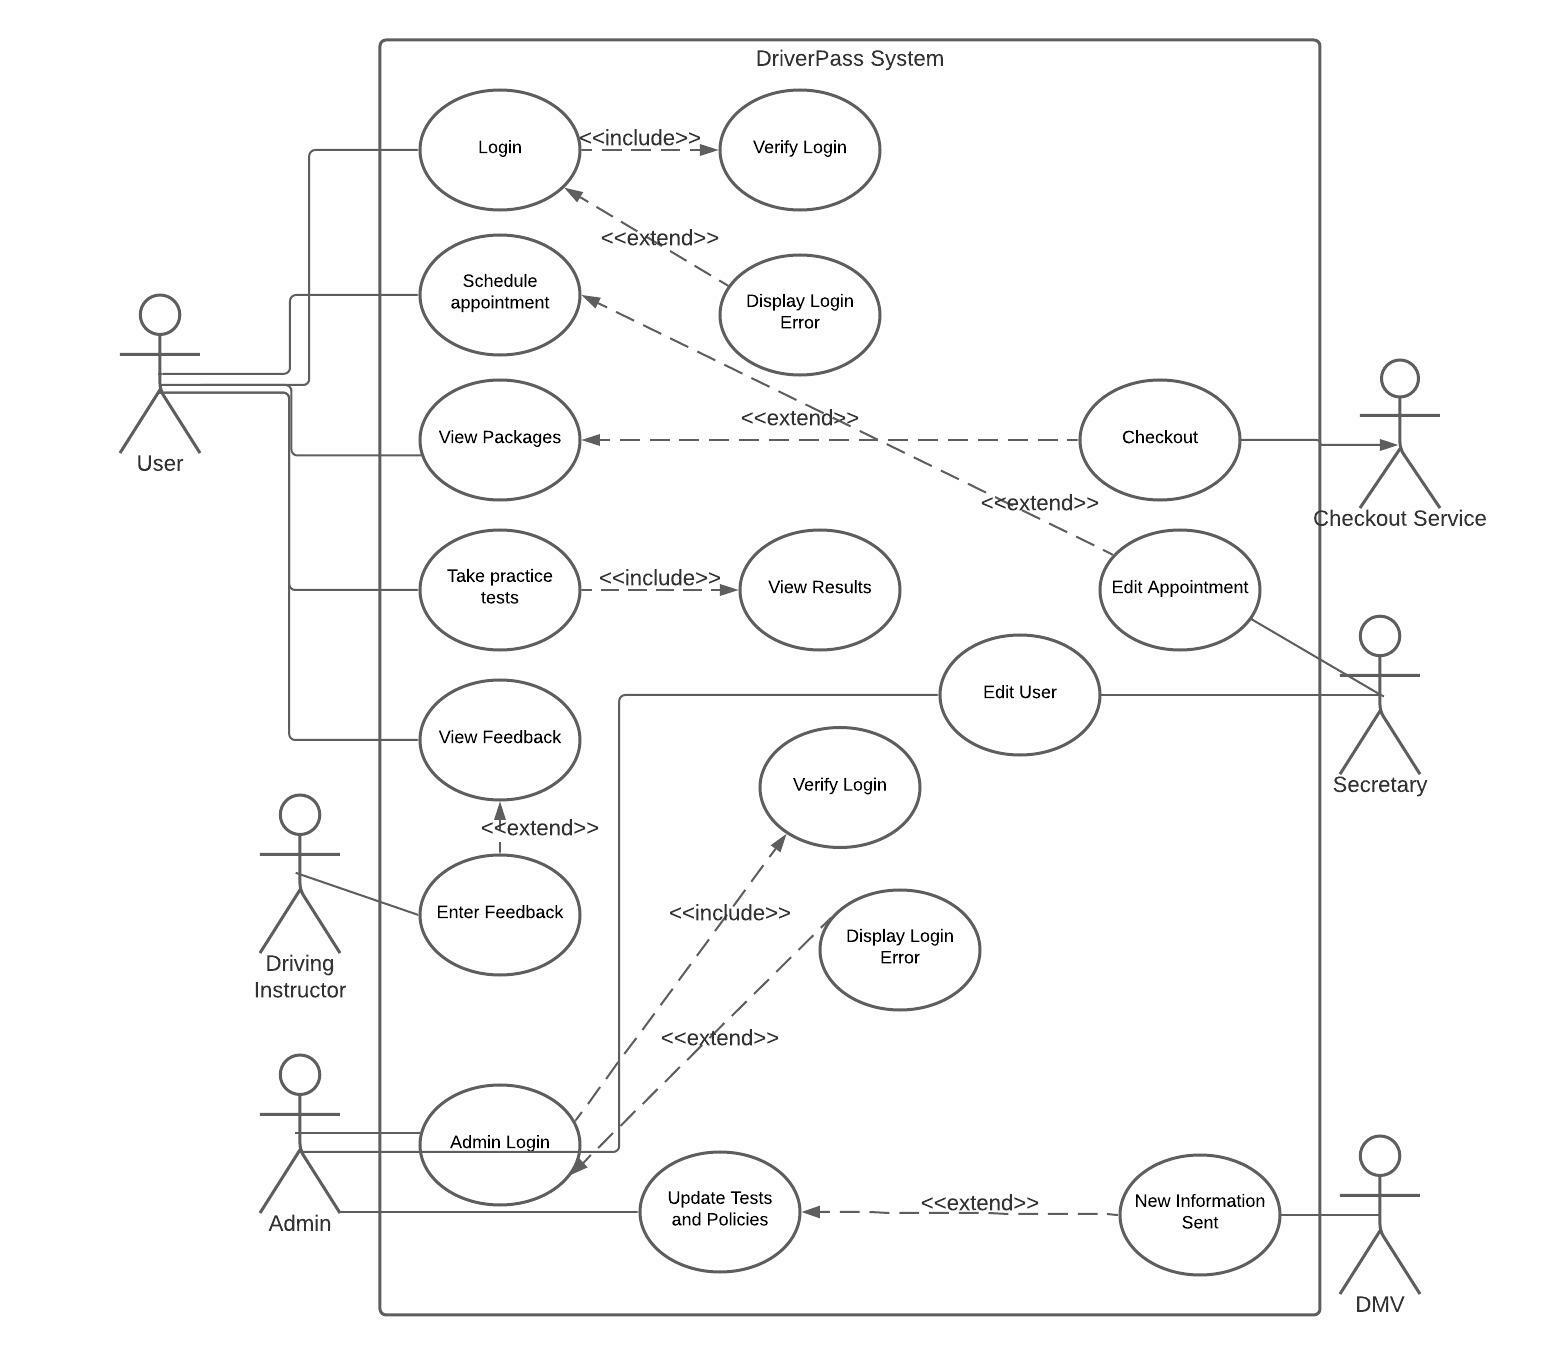 DriverPass System
Login
<<include>>
Verify Login
<<extend>>
Schedule
appointment
Display Login
Error
View Packages
<<extend>>
Checkout
User
<<extend>>
Checkout Service
Take practice
tests
<<include>>
View Results
Edit Appointment
Edit User
View Feedback
Verify Login
Secretary
<<extend>>
Enter Feedback
<<include>>
Display Login
Error
Driving
Instructor
<<extend>>
Admin Login
Update Tests
and Policies
<<extend>>
New Information
Sent
Admin
DMV